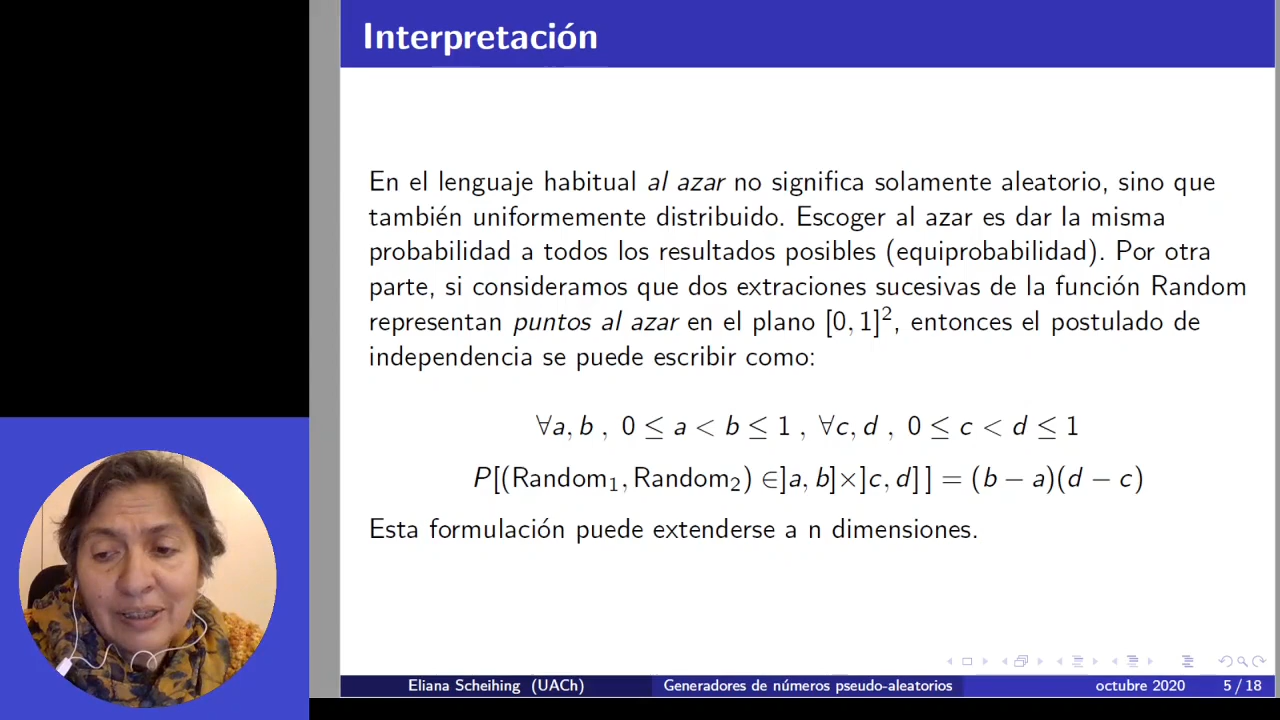 Interpretación
En el lenguaje habitual al azar no significa solamente aleatorio, sino que
también uniformemente distribuido. Escoger al azar es dar la misma
probabilidad a todos los resultados posibles (equiprobabilidad). Por otra
parte, si consideramos que dos extraciones sucesivas de la función Random
representan puntos al azar en el plano [0, 1]², entonces el postulado de
independencia se puede escribir como:
∀a, b , 0 ≤ a < b ≤ 1 , ∀c, d , 0 ≤ c < d ≤ 1
P[(Random₁, Random₂) ∈]a, b]×]c, d] ] = (b − a)(d − c)
Esta formulación puede extenderse a n dimensiones.
Eliana Scheihing (UACh) Generadores de números pseudo-aleatorios octubre 2020 5 / 18